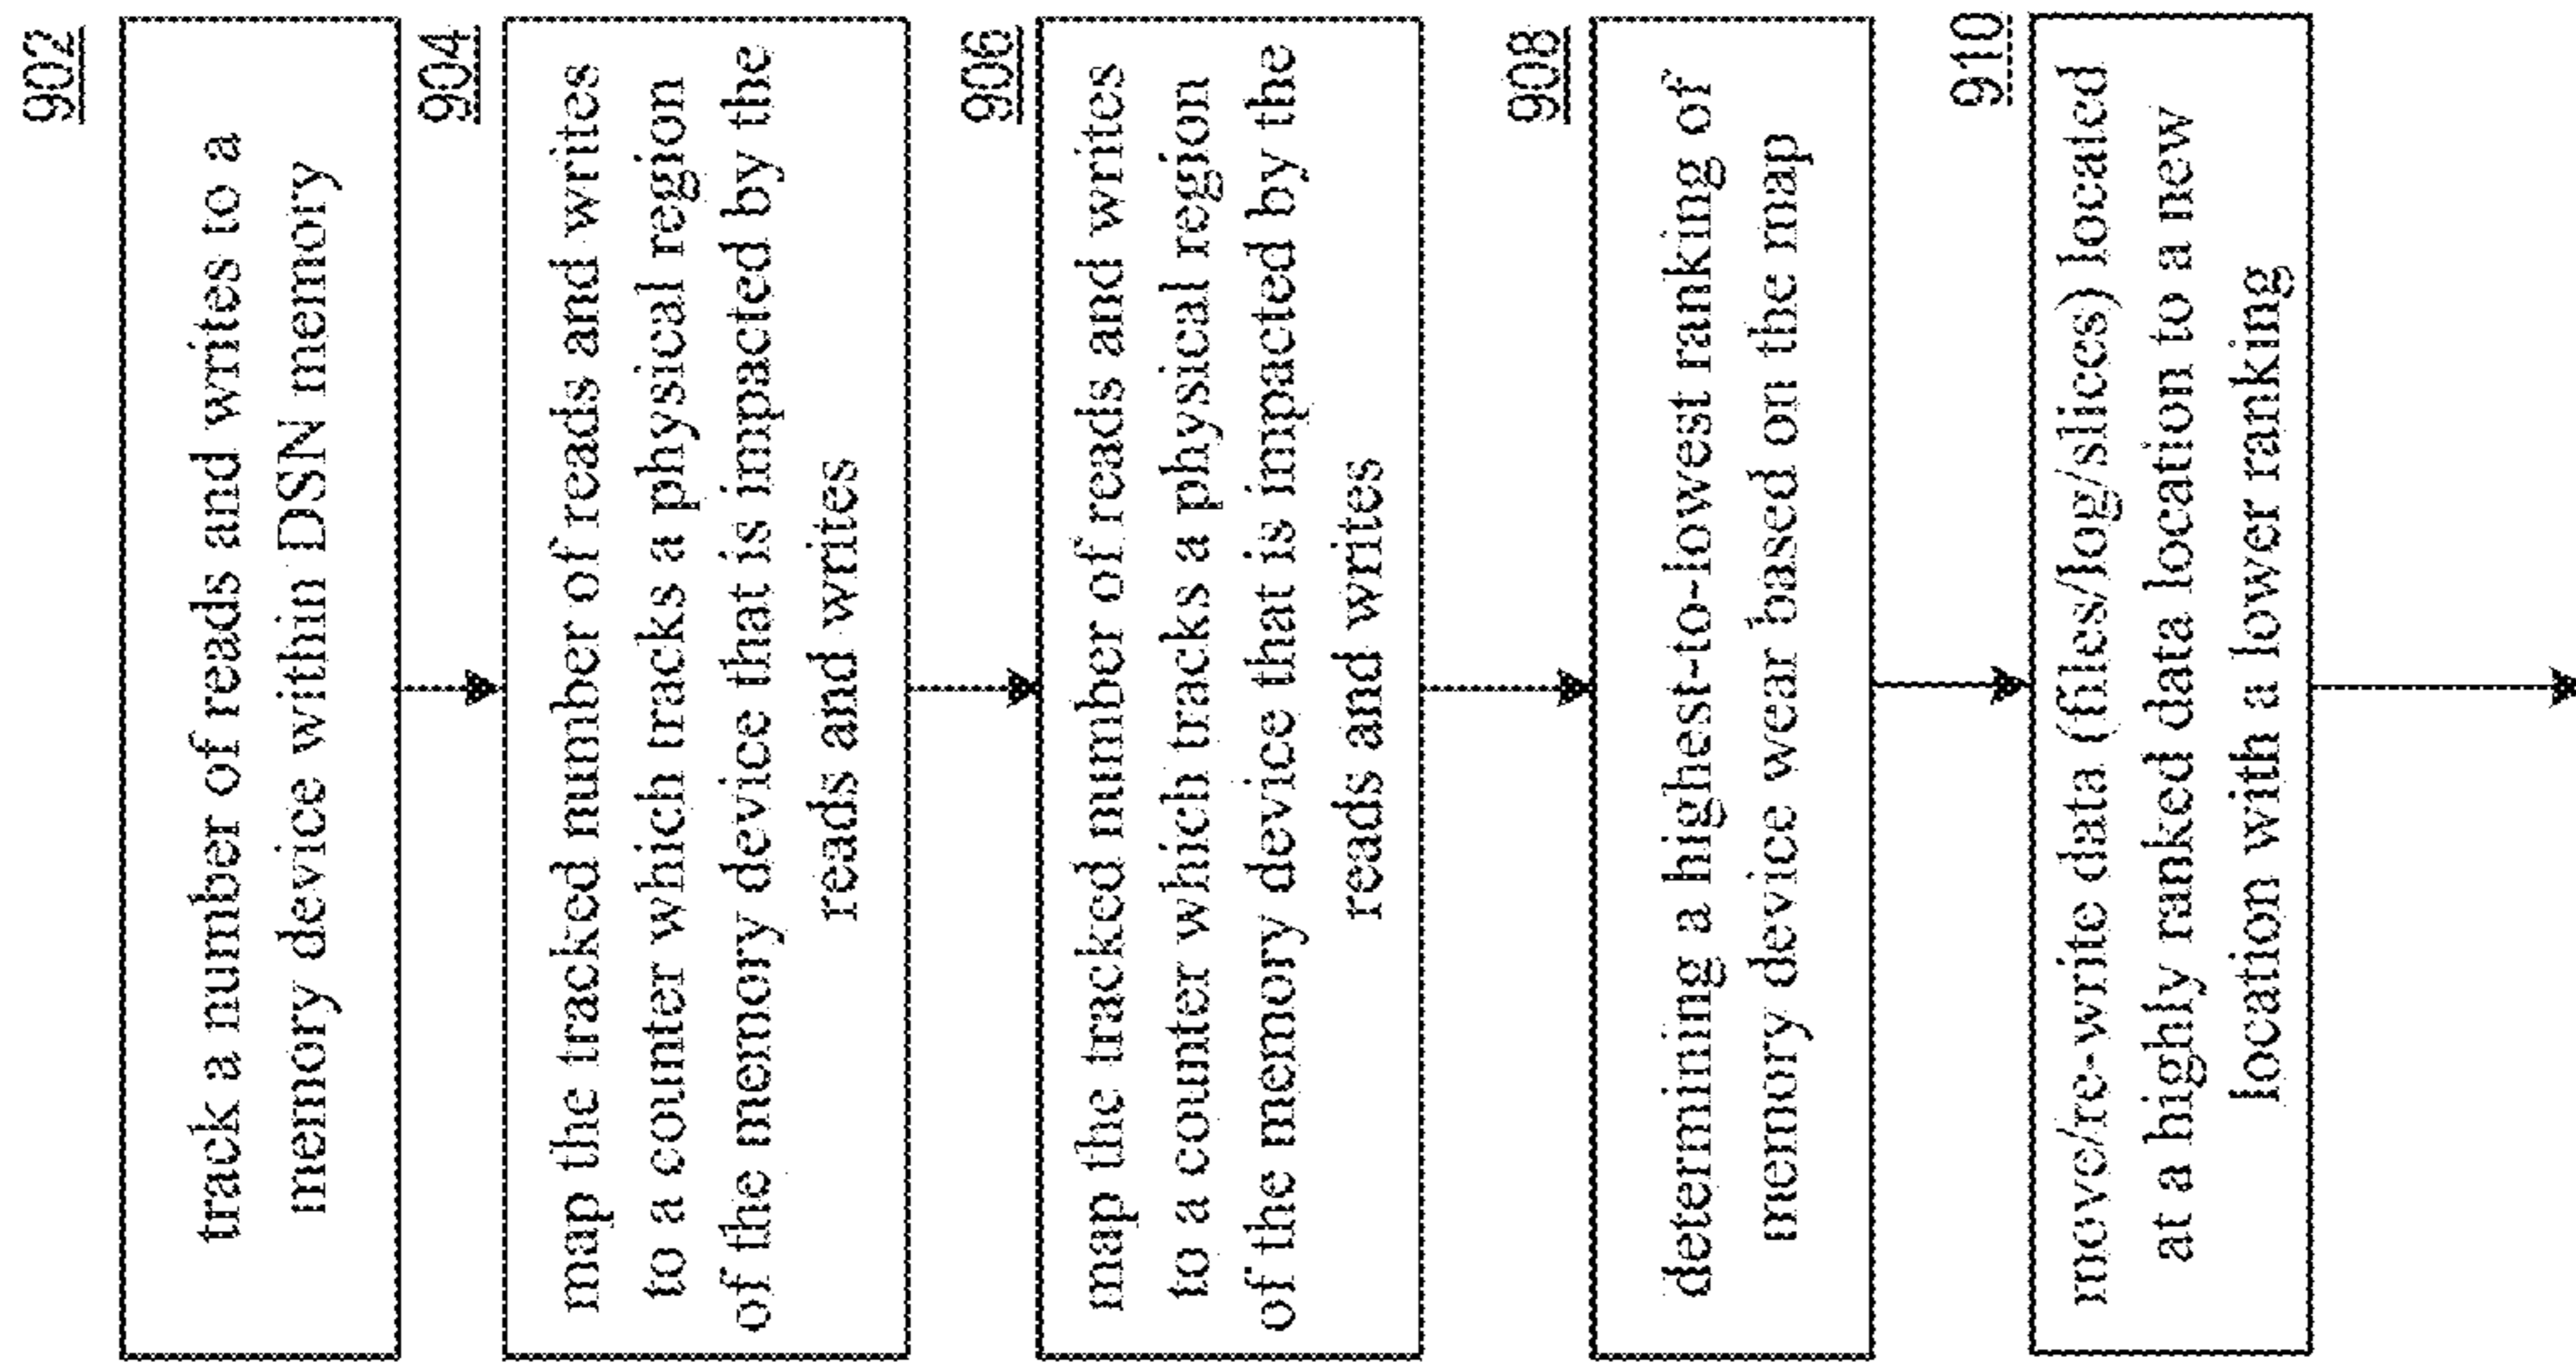 902
track a number of reads and writes to a
memory device within DSN memory
904
map the tracked number of reads and writes
to a counter which tracks a physical region
of the memory device that is impacted by the
reads and writes
906
map the tracked number of reads and writes
to a counter which tracks a physical region
of the memory device that is impacted by the
reads and writes
908
determining a highest-to-lowest ranking of
memory device wear based on the map
910
move/re-write data (files/log/slices) located
at a highly ranked data location to a new
location with a lower ranking